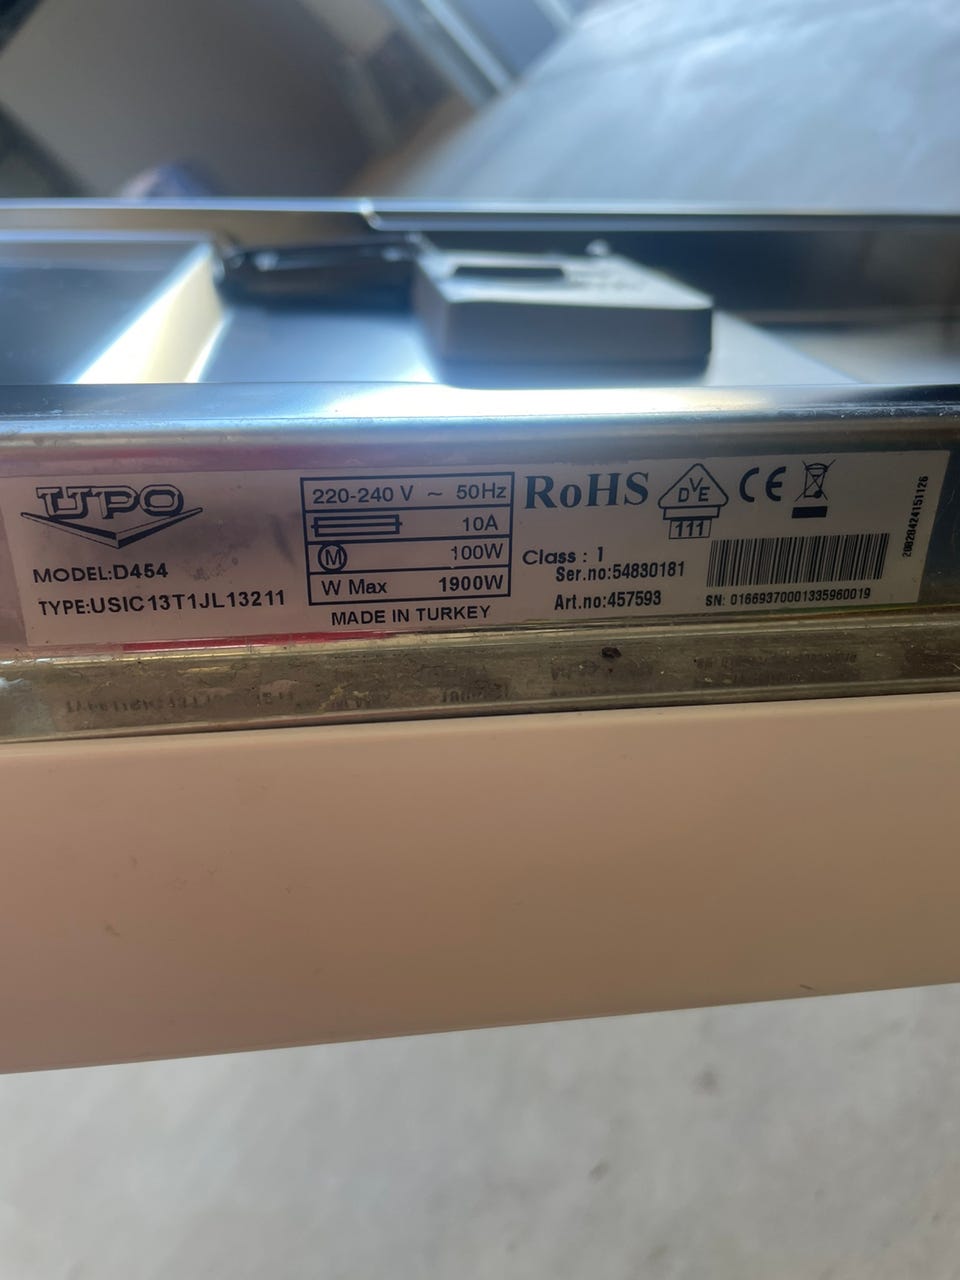 UPO
MODEL:D454
TYPE:USIC13T1JL13211
220-240 V ~ 50Hz
10A
M 100W
W Max 1900W
MADE IN TURKEY
RoHS
DVE
111
CE
Class : 1
Ser.no:54830181
Art.no:457593
SN: 01669370001335960019
20820424151126